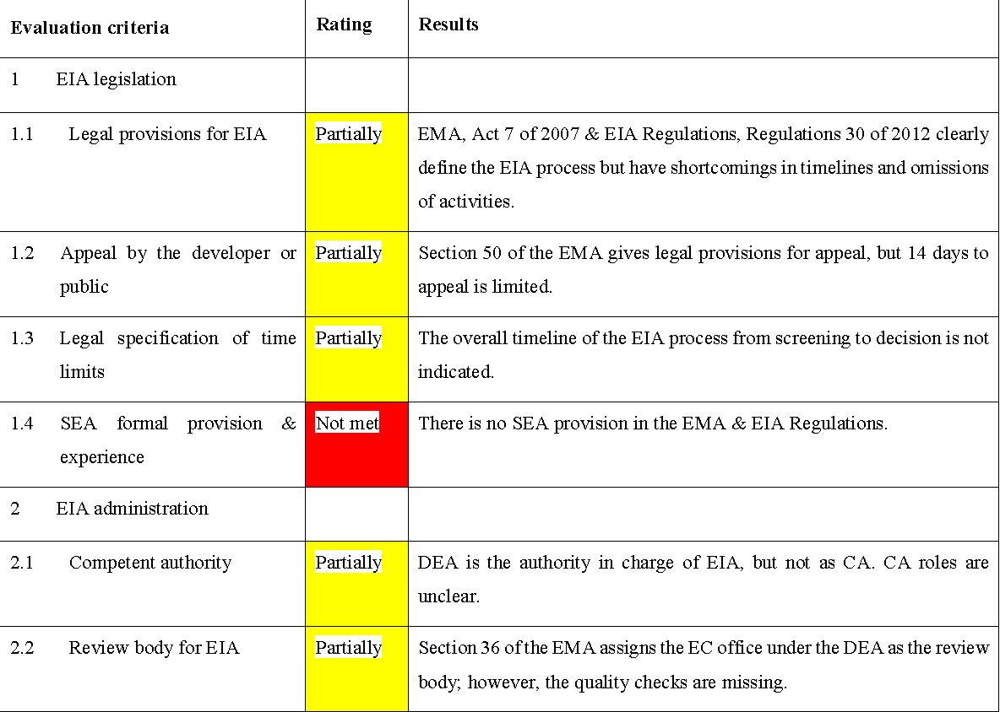 Evaluation criteria Rating Results
1 EIA legislation
1.1 Legal provisions for EIA Partially EMA, Act 7 of 2007 & EIA Regulations, Regulations 30 of 2012 clearly
define the EIA process but have shortcomings in timelines and omissions
of activities.
1.2 Appeal by the developer or Partially Section 50 of the EMA gives legal provisions for appeal, but 14 days to
public appeal is limited.
1.3 Legal specification of time Partially The overall timeline of the EIA process from screening to decision is not
limits indicated.
1.4 SEA formal provision & Not met There is no SEA provision in the EMA & EIA Regulations.
experience
2 EIA administration
2.1 Competent authority Partially DEA is the authority in charge of EIA, but not as CA. CA roles are
unclear.
2.2 Review body for EIA Partially Section 36 of the EMA assigns the EC office under the DEA as the review
body; however, the quality checks are missing.